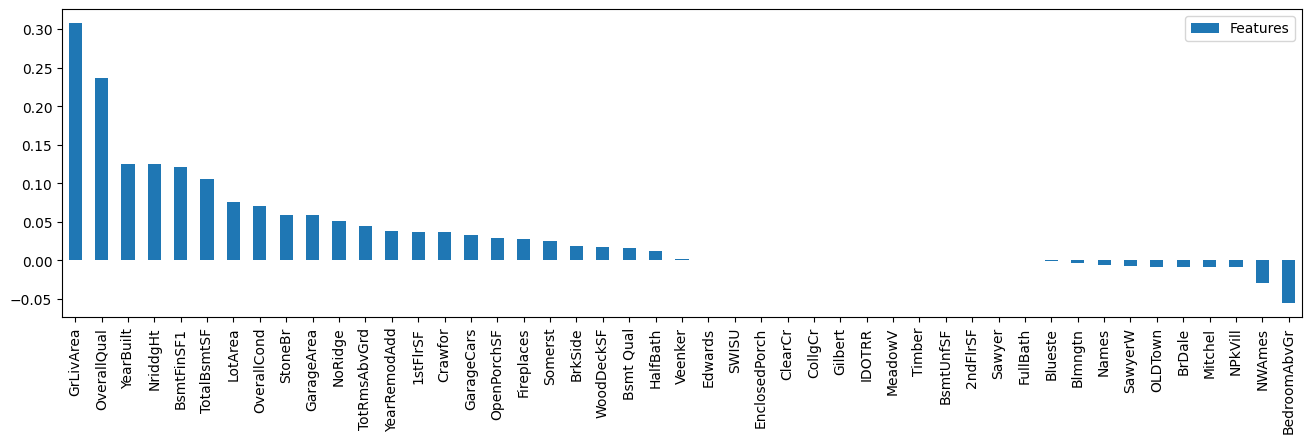 Features
0.30
0.25
0.20
0.15
0.10
0.05
0.00
−0.05
GrLivArea
OverallQual
YearBuilt
NriddgHt
BsmtFinSF1
TotalBsmtSF
LotArea
OverallCond
StoneBr
GarageArea
NoRidge
TotRmsAbvGrd
YearRemodAdd
1stFlrSF
Crawfor
GarageCars
OpenPorchSF
Fireplaces
Somerst
BrkSide
WoodDeckSF
Bsmt Qual
HalfBath
Veenker
Edwards
SWISU
EnclosedPorch
ClearCr
CollgCr
Gilbert
IDOTRR
MeadowV
Timber
BsmtUnfSF
2ndFlrSF
Sawyer
FullBath
Blueste
Blmngtn
Names
SawyerW
OLDTown
BrDale
Mitchel
NPkVill
NWAmes
BedroomAbvGr